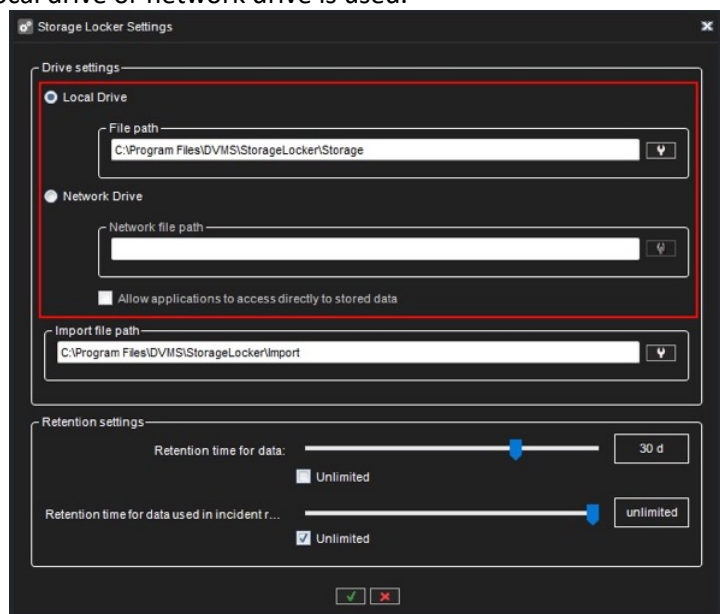 ocal drive or network drive is used.
Storage Locker Settings
Drive settings
Local Drive
File path
C:\Program Files\DVMS\StorageLocker\Storage
Network Drive
Network file path
Allow applications to access directly to stored data
Import file path
C:\Program Files\DVMS\StorageLocker\Import
Retention settings
Retention time for data:
30 d
Unlimited
Retention time for data used in incident r...
unlimited
Unlimited